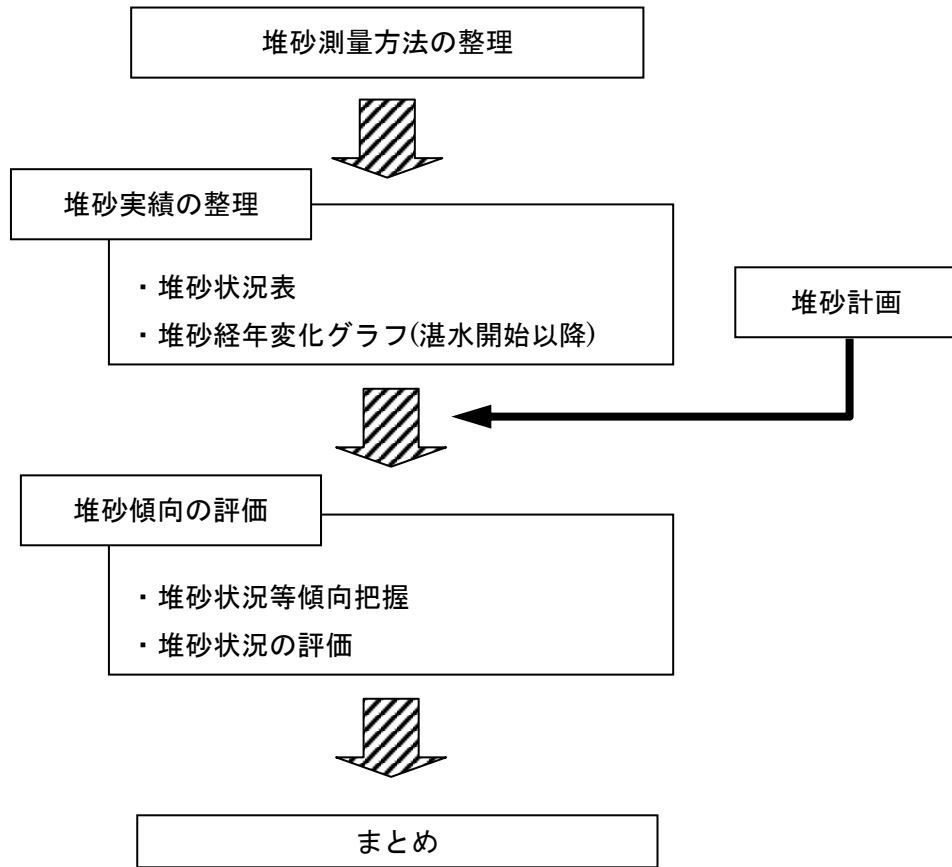 堆砂測量方法の整理
堆砂実績の整理
・堆砂状況表
・堆砂経年変化グラフ(湛水開始以降)
堆砂計画
堆砂傾向の評価
・堆砂状況等傾向把握
・堆砂状況の評価
まとめ